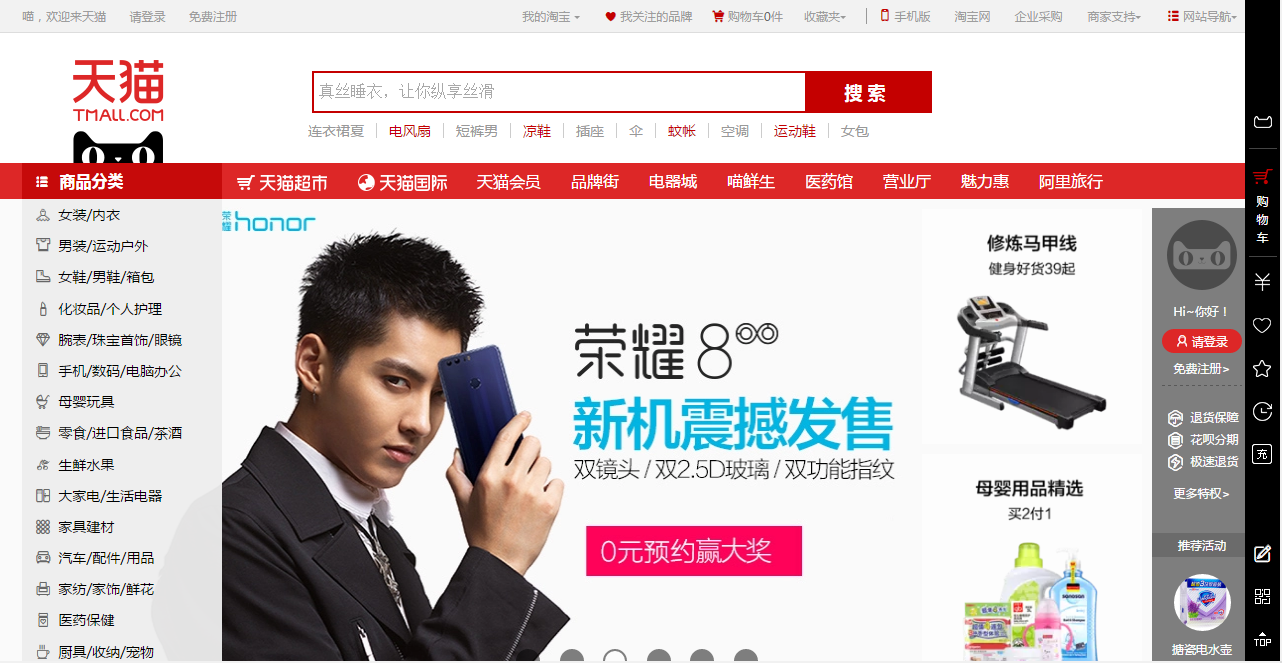 喵，欢迎来天猫 请登录 免费注册 我的淘宝 我关注的品牌 购物车0件 收藏夹 手机版 淘宝网 企业采购 商家支持 网站导航
天猫
TMALL.COM
真丝睡衣，让你纵享丝滑 搜索
连衣裙夏 电风扇 短裤男 凉鞋 插座 伞 蚊帐 空调 运动鞋 女包
商品分类 天猫超市 天猫国际 天猫会员 品牌街 电器城 喵鲜生 医药馆 营业厅 魅力惠 阿里旅行
女装/内衣
男装/运动户外
女鞋/男鞋/箱包
化妆品/个人护理
腕表/珠宝首饰/眼镜
手机/数码/电脑办公
母婴玩具
零食/进口食品/茶酒
生鲜水果
大家电/生活电器
家具建材
汽车/配件/用品
家纺/家饰/鲜花
医药保健
厨具/收纳/宠物
荣耀 honor
荣耀8
新机震撼发售
双镜头 / 双2.5D玻璃 / 双功能指纹
0元预约赢大奖
修炼马甲线
健身好货39起
母婴用品精选
买2付1
Hi~你好！
请登录
免费注册>
退货保障
花呗分期
极速退货
更多特权>
推荐活动
搪瓷电水壶
购物车
充
TOP